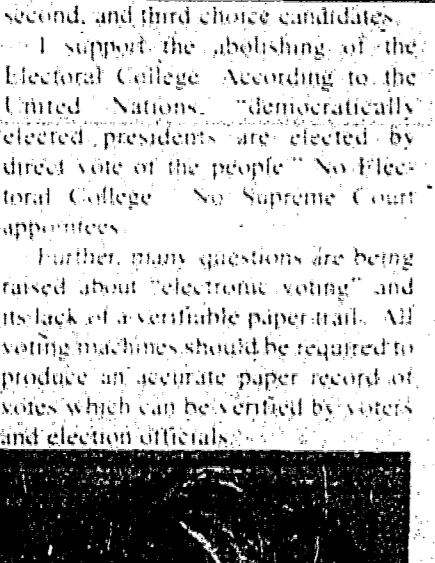 second, and third choice candidates.
I support the abolishing of the
Electoral College. According to the
United Nations, "democratically
elected presidents are elected by
direct vote of the people." No Elec-
toral College. No Supreme Court
appointees.
Further, many questions are being
raised about "electronic voting" and
its lack of a verifiable paper trail. All
voting machines should be required to
produce an accurate paper record of
votes which can be verified by voters
and election officials.